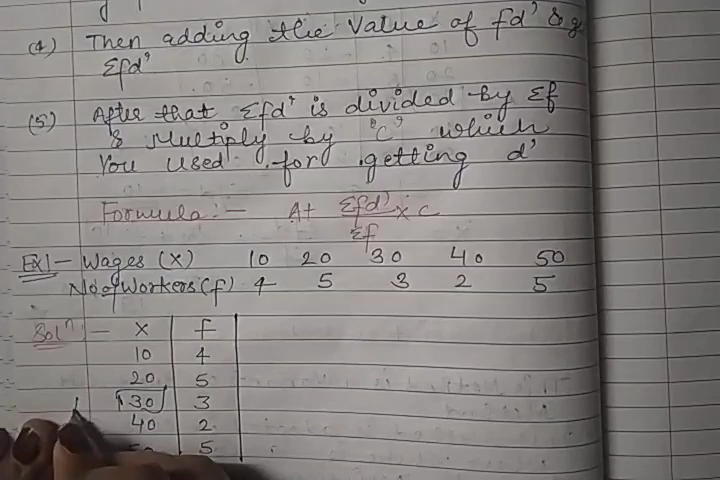 (4) Then adding the value of fd' & g
Σfd'
(5) After that Σfd' is divided by Σf
& Multiply by "C" which
You used for getting d'
Formula:- A+ Σfd'/Σf × C
EX1- Wages (X) 10 20 30 40 50
No of Workers (f) 4 5 3 2 5
Solⁿ:- X f
10 4
20 5
30 3
40 2
50 5